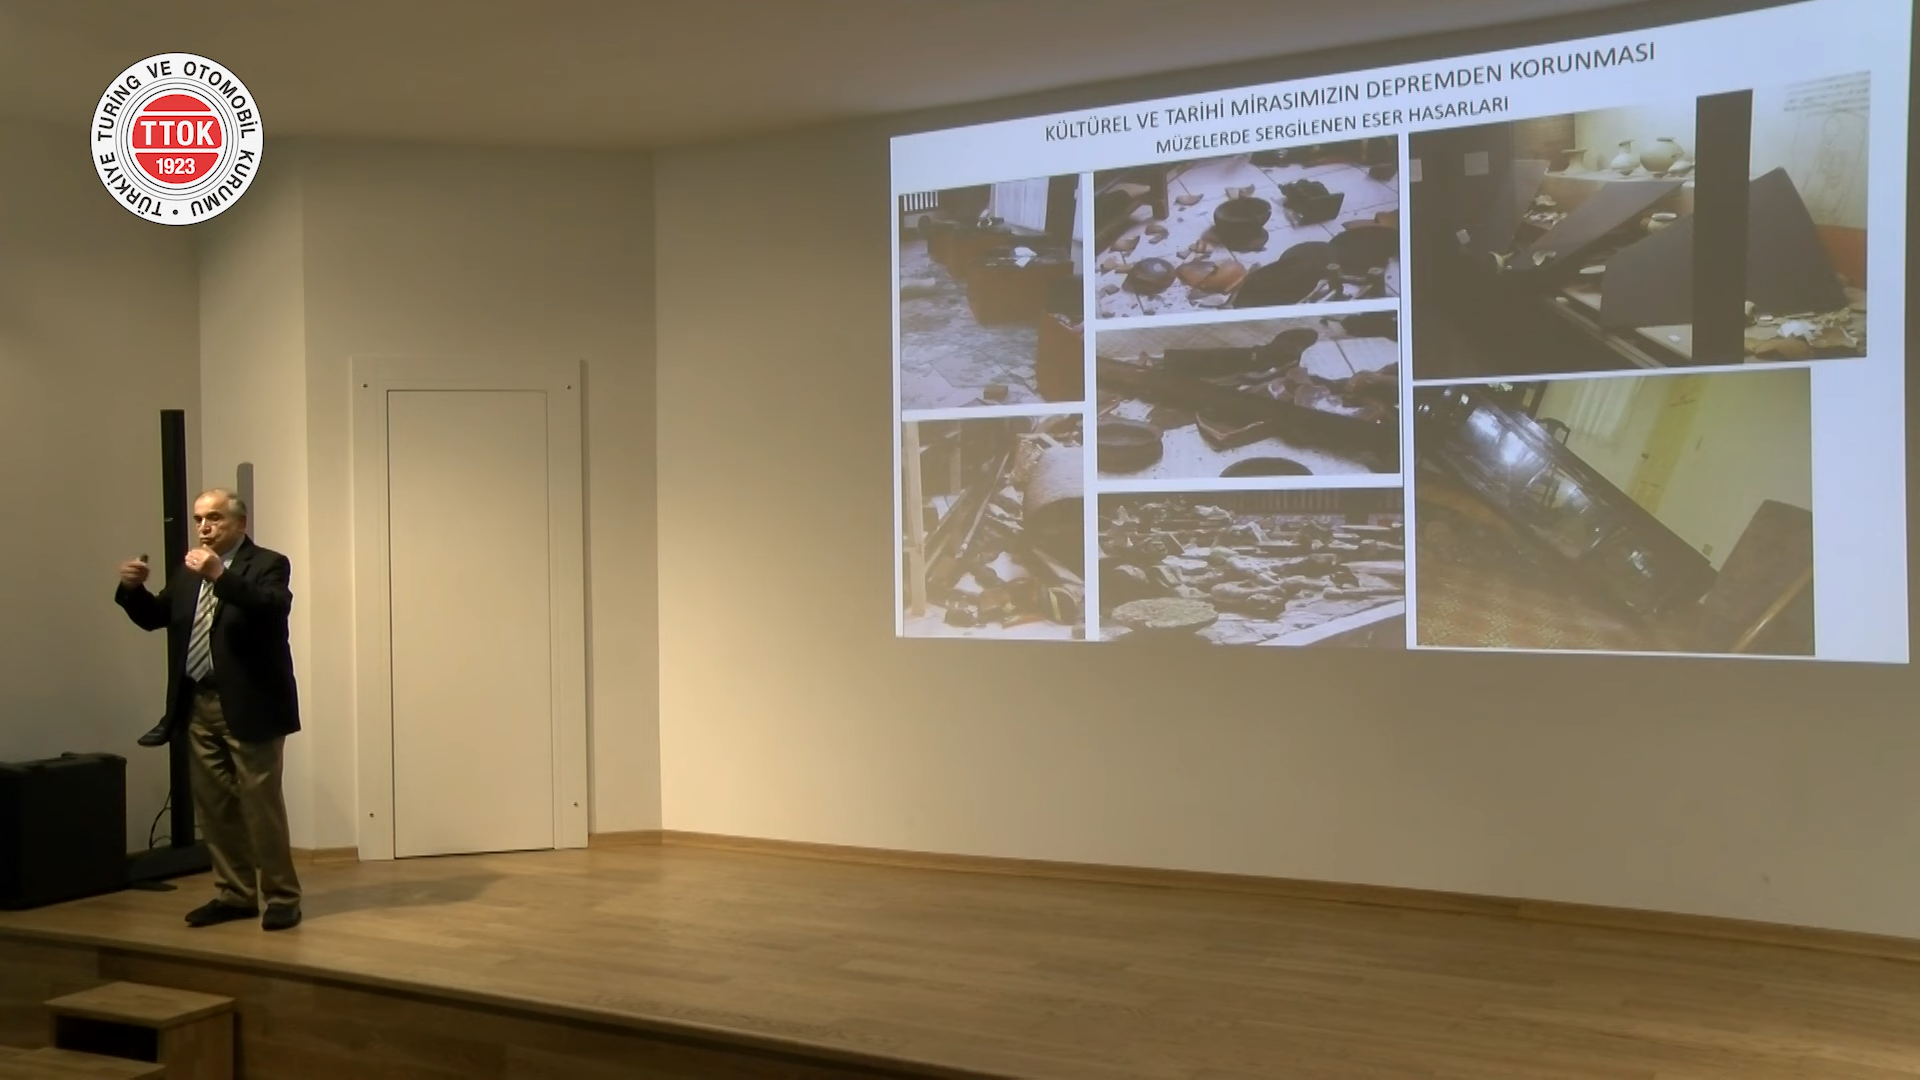 TÜRKİYE TURİNG VE OTOMOBİL KURUMU •
TTOK
1923
KÜLTÜREL VE TARİHİ MİRASIMIZIN DEPREMDEN KORUNMASI
MÜZELERDE SERGİLENEN ESER HASARLARI